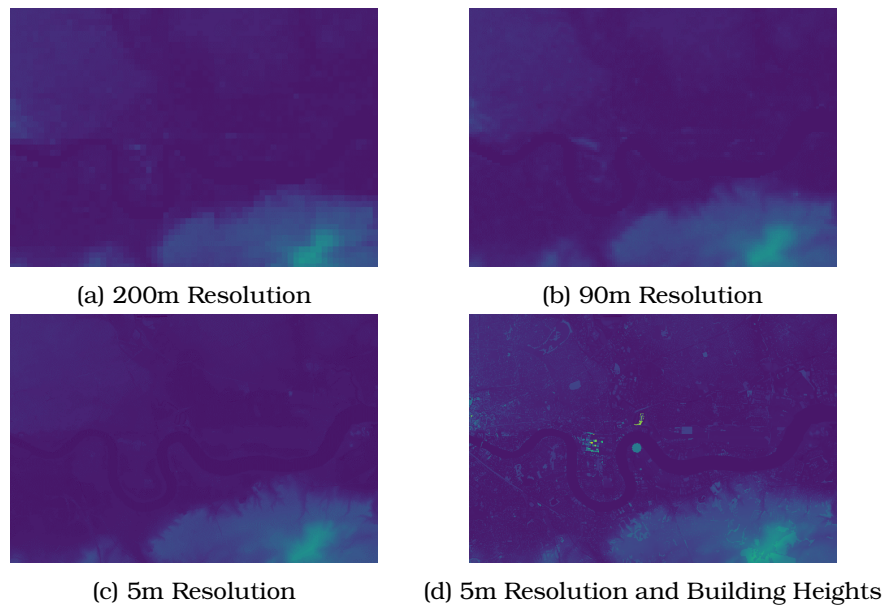 (a) 200m Resolution
(b) 90m Resolution
(c) 5m Resolution
(d) 5m Resolution and Building Heights